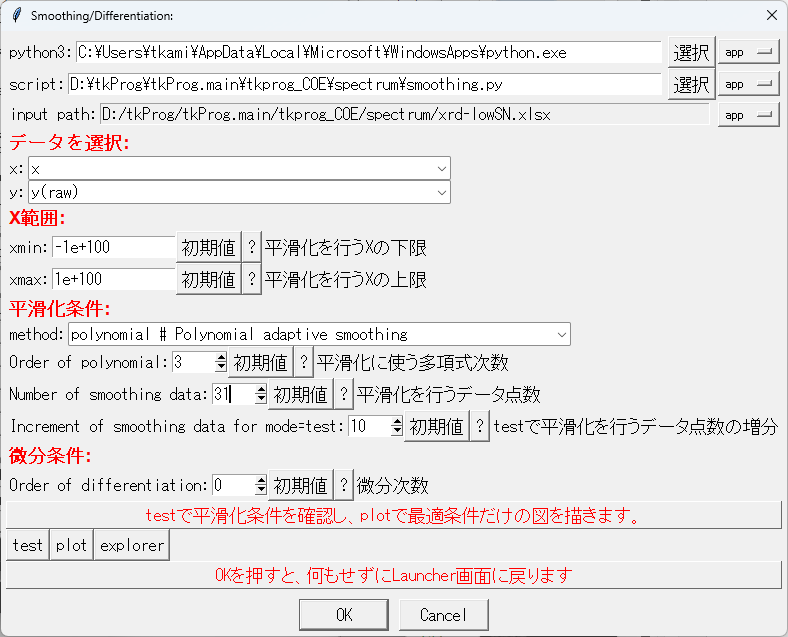 Smoothing/Differentiation:
python3: C:¥Users¥tkami¥AppData¥Local¥Microsoft¥WindowsApps¥python.exe 選択 app
script: D:¥tkProg¥tkProg.main¥tkprog_COE¥spectrum¥smoothing.py 選択 app
input path: D:/tkProg/tkProg.main/tkprog_COE/spectrum/xrd-lowSN.xlsx app
データを選択:
x: x
y: y(raw)
X範囲:
xmin: -1e+100 初期値 ? 平滑化を行うXの下限
xmax: 1e+100 初期値 ? 平滑化を行うXの上限
平滑化条件:
method: polynomial # Polynomial adaptive smoothing
Order of polynomial: 3 初期値 ? 平滑化に使う多項式次数
Number of smoothing data: 31 初期値 ? 平滑化を行うデータ点数
Increment of smoothing data for mode=test: 10 初期値 ? testで平滑化を行うデータ点数の増分
微分条件:
Order of differentiation: 0 初期値 ? 微分次数
testで平滑化条件を確認し、plotで最適条件だけの図を描きます。
test plot explorer
OKを押すと、何もせずにLauncher画面に戻ります
OK Cancel